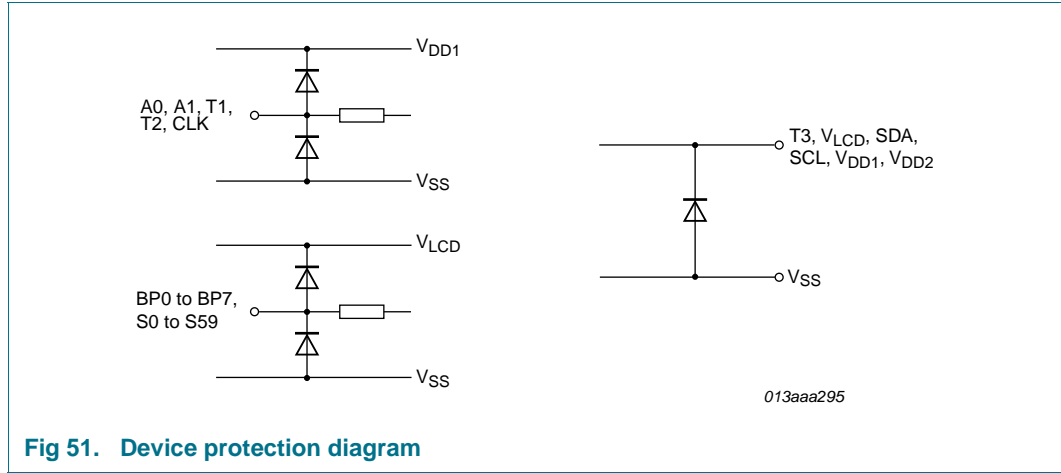 VDD1
A0, A1, T1,
T2, CLK
VSS
VLCD
BP0 to BP7,
S0 to S59
VSS
T3, VLCD, SDA,
SCL, VDD1, VDD2
VSS
013aaa295
Fig 51. Device protection diagram